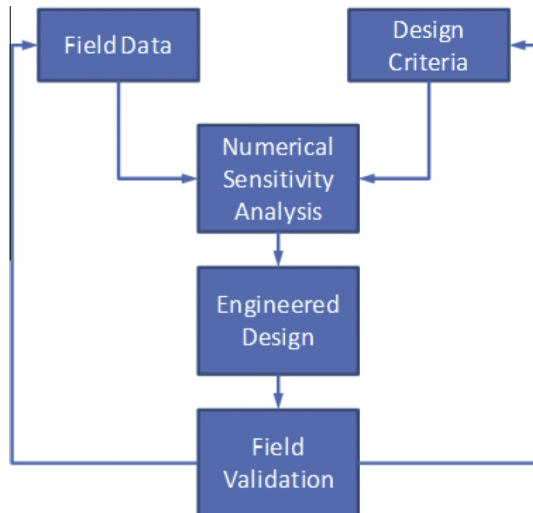 Field Data
Design
Criteria
Numerical
Sensitivity
Analysis
Engineered
Design
Field
Validation